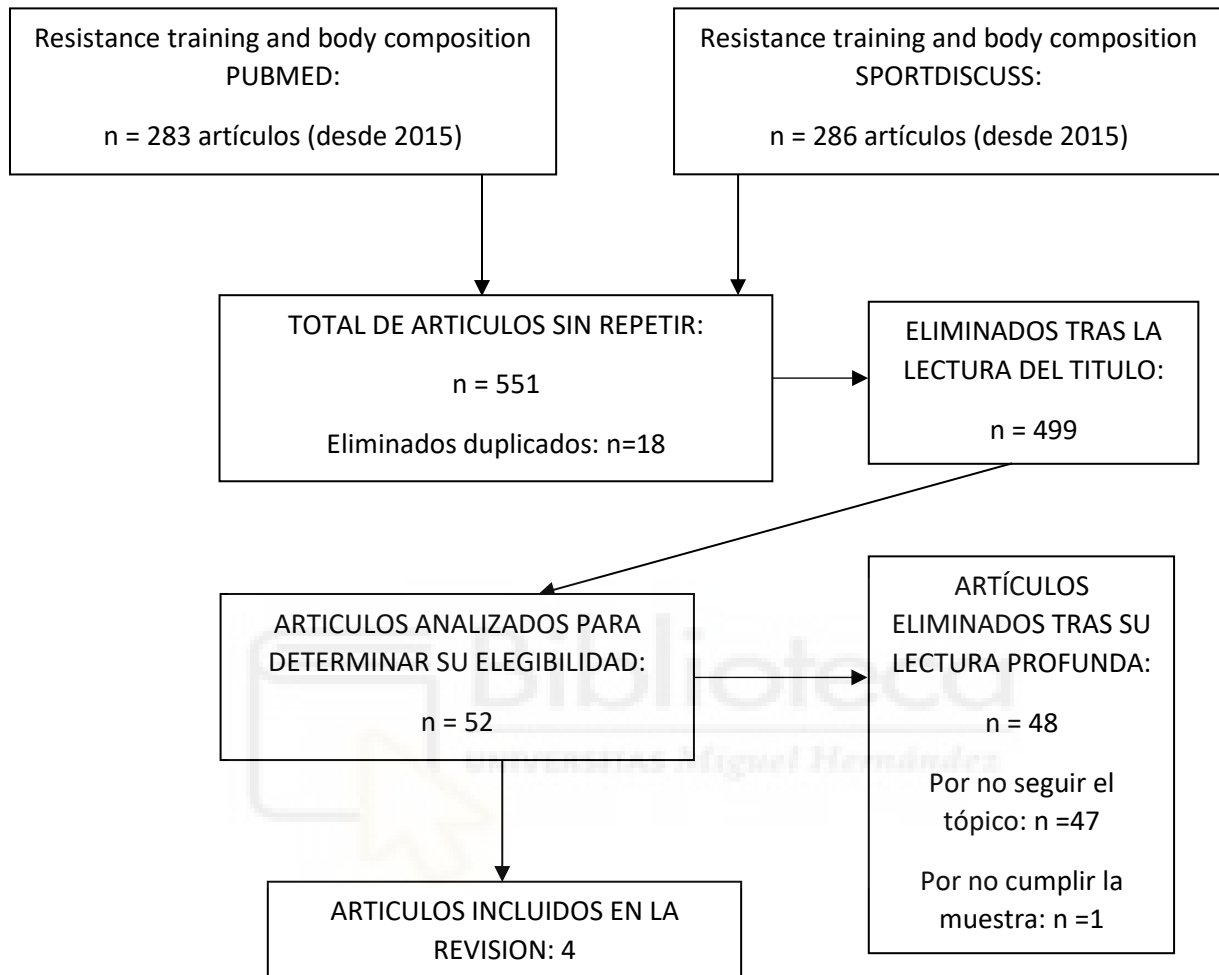 Resistance training and body composition
PUBMED:
n = 283 artículos (desde 2015)
Resistance training and body composition
SPORTDISCUSS:
n = 286 artículos (desde 2015)
TOTAL DE ARTICULOS SIN REPETIR:
n = 551
Eliminados duplicados: n=18
ELIMINADOS TRAS LA
LECTURA DEL TITULO:
n = 499
ARTICULOS ANALIZADOS PARA
DETERMINAR SU ELEGIBILIDAD:
n = 52
ARTÍCULOS
ELIMINADOS TRAS SU
LECTURA PROFUNDA:
n = 48
Por no seguir el
tópico: n =47
Por no cumplir la
muestra: n =1
ARTICULOS INCLUIDOS EN LA
REVISION: 4
Biblioteca
UNIVERSITAS Miguel Hernández